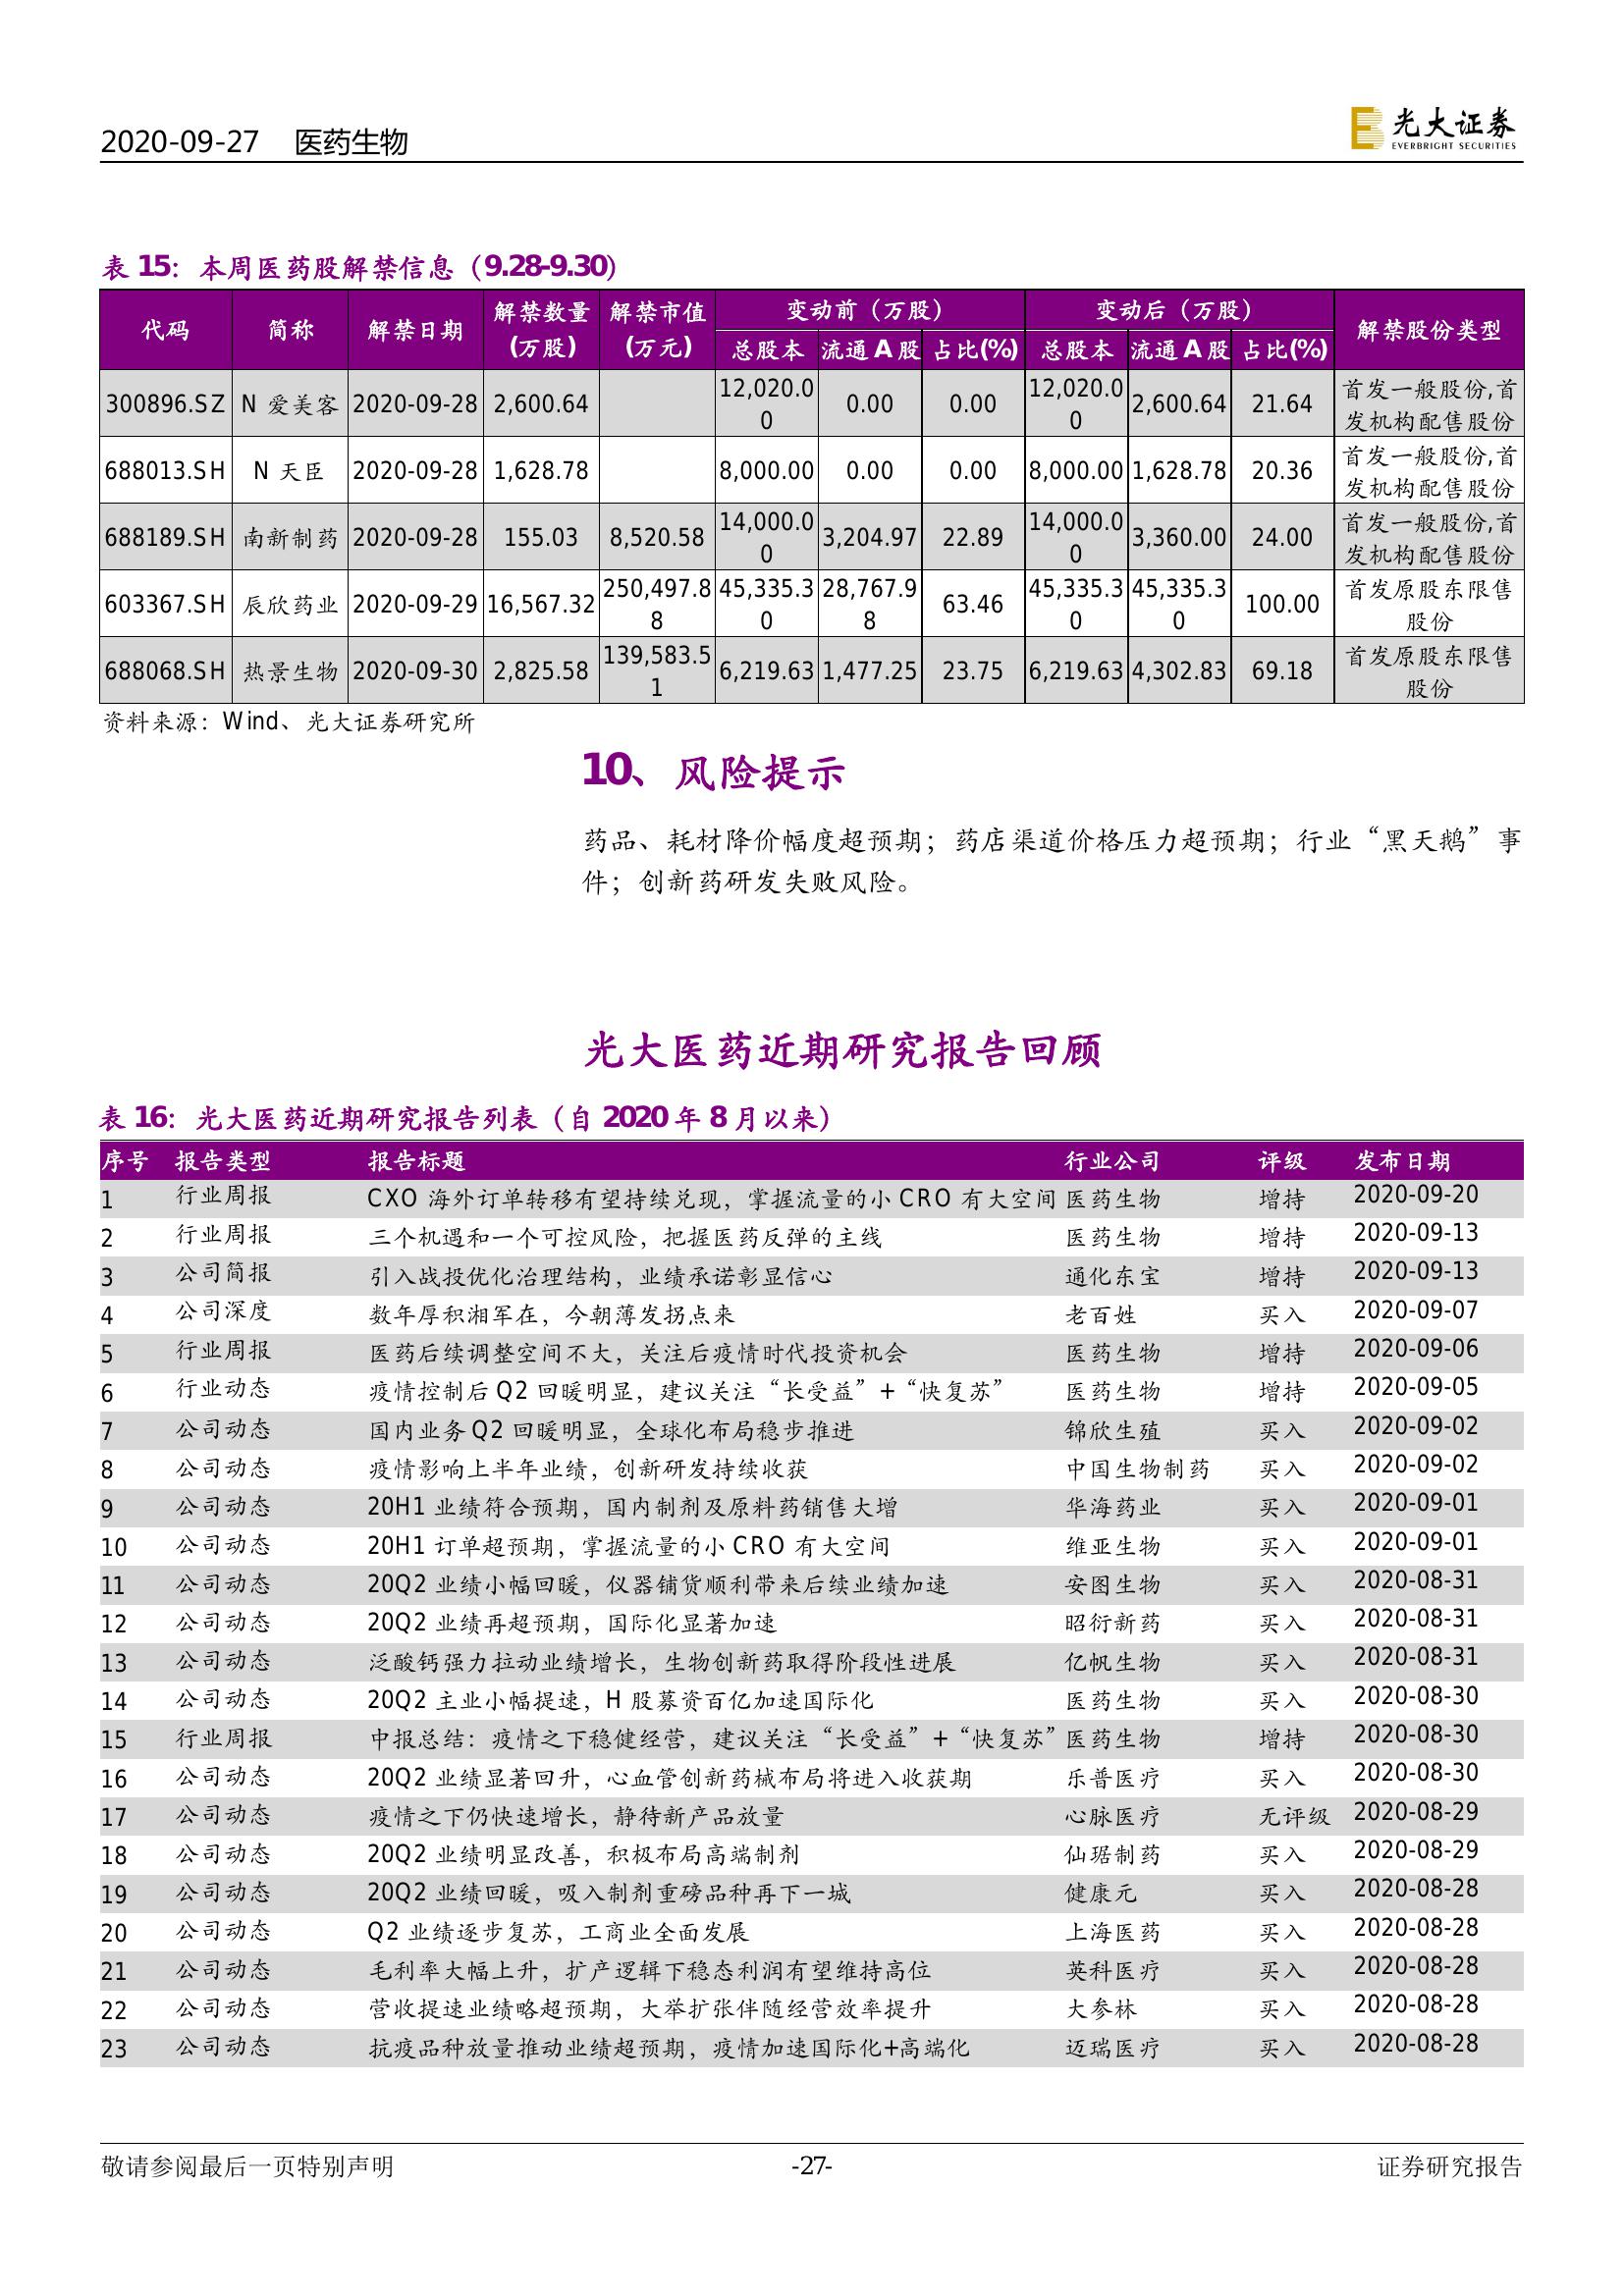 2020-09-27 医药生物
光大证券
EVERBRIGHT SECURITIES
表 15：本周医药股解禁信息（9.28-9.30）
代码 简称 解禁日期 解禁数量(万股) 解禁市值(万元) 变动前（万股） 变动后（万股） 解禁股份类型
总股本 流通 A 股 占比(%) 总股本 流通 A 股 占比(%)
300896.SZ N 爱美客 2020-09-28 2,600.64 12,020.00 0.00 0.00 12,020.00 2,600.64 21.64 首发一般股份,首发机构配售股份
688013.SH N 天臣 2020-09-28 1,628.78 8,000.00 0.00 0.00 8,000.00 1,628.78 20.36 首发一般股份,首发机构配售股份
688189.SH 南新制药 2020-09-28 155.03 8,520.58 14,000.00 3,204.97 22.89 14,000.00 3,360.00 24.00 首发一般股份,首发机构配售股份
603367.SH 辰欣药业 2020-09-29 16,567.32 250,497.88 45,335.30 28,767.98 63.46 45,335.30 45,335.30 100.00 首发原股东限售股份
688068.SH 热景生物 2020-09-30 2,825.58 139,583.51 6,219.63 1,477.25 23.75 6,219.63 4,302.83 69.18 首发原股东限售股份
资料来源：Wind、光大证券研究所
10、风险提示
药品、耗材降价幅度超预期；药店渠道价格压力超预期；行业“黑天鹅”事
件；创新药研发失败风险。
光大医药近期研究报告回顾
表 16：光大医药近期研究报告列表（自 2020 年 8 月以来）
序号 报告类型 报告标题 行业公司 评级 发布日期
1 行业周报 CXO 海外订单转移有望持续兑现，掌握流量的小 CRO 有大空间 医药生物 增持 2020-09-20
2 行业周报 三个机遇和一个可控风险，把握医药反弹的主线 医药生物 增持 2020-09-13
3 公司简报 引入战投优化治理结构，业绩承诺彰显信心 通化东宝 增持 2020-09-13
4 公司深度 数年厚积湘军在，今朝薄发拐点来 老百姓 买入 2020-09-07
5 行业周报 医药后续调整空间不大，关注后疫情时代投资机会 医药生物 增持 2020-09-06
6 行业动态 疫情控制后 Q2 回暖明显，建议关注“长受益”+“快复苏” 医药生物 增持 2020-09-05
7 公司动态 国内业务 Q2 回暖明显，全球化布局稳步推进 锦欣生殖 买入 2020-09-02
8 公司动态 疫情影响上半年业绩，创新研发持续收获 中国生物制药 买入 2020-09-02
9 公司动态 20H1 业绩符合预期，国内制剂及原料药销售大增 华海药业 买入 2020-09-01
10 公司动态 20H1 订单超预期，掌握流量的小 CRO 有大空间 维亚生物 买入 2020-09-01
11 公司动态 20Q2 业绩小幅回暖，仪器铺货顺利带来后续业绩加速 安图生物 买入 2020-08-31
12 公司动态 20Q2 业绩再超预期，国际化显著加速 昭衍新药 买入 2020-08-31
13 公司动态 泛酸钙强力拉动业绩增长，生物创新药取得阶段性进展 亿帆生物 买入 2020-08-31
14 公司动态 20Q2 主业小幅提速，H 股募资百亿加速国际化 医药生物 买入 2020-08-30
15 行业周报 中报总结：疫情之下稳健经营，建议关注“长受益”+“快复苏” 医药生物 增持 2020-08-30
16 公司动态 20Q2 业绩显著回升，心血管创新药械布局将进入收获期 乐普医疗 买入 2020-08-30
17 公司动态 疫情之下仍快速增长，静待新产品放量 心脉医疗 无评级 2020-08-29
18 公司动态 20Q2 业绩明显改善，积极布局高端制剂 仙琚制药 买入 2020-08-29
19 公司动态 20Q2 业绩回暖，吸入制剂重磅品种再下一城 健康元 买入 2020-08-28
20 公司动态 Q2 业绩逐步复苏，工商业全面发展 上海医药 买入 2020-08-28
21 公司动态 毛利率大幅上升，扩产逻辑下稳态利润有望维持高位 英科医疗 买入 2020-08-28
22 公司动态 营收提速业绩略超预期，大举扩张伴随经营效率提升 大参林 买入 2020-08-28
23 公司动态 抗疫品种放量推动业绩超预期，疫情加速国际化+高端化 迈瑞医疗 买入 2020-08-28
敬请参阅最后一页特别声明 -27- 证券研究报告